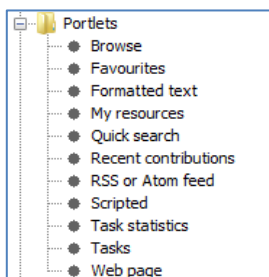 Portlets
Browse
Favourites
Formatted text
My resources
Quick search
Recent contributions
RSS or Atom feed
Scripted
Task statistics
Tasks
Web page